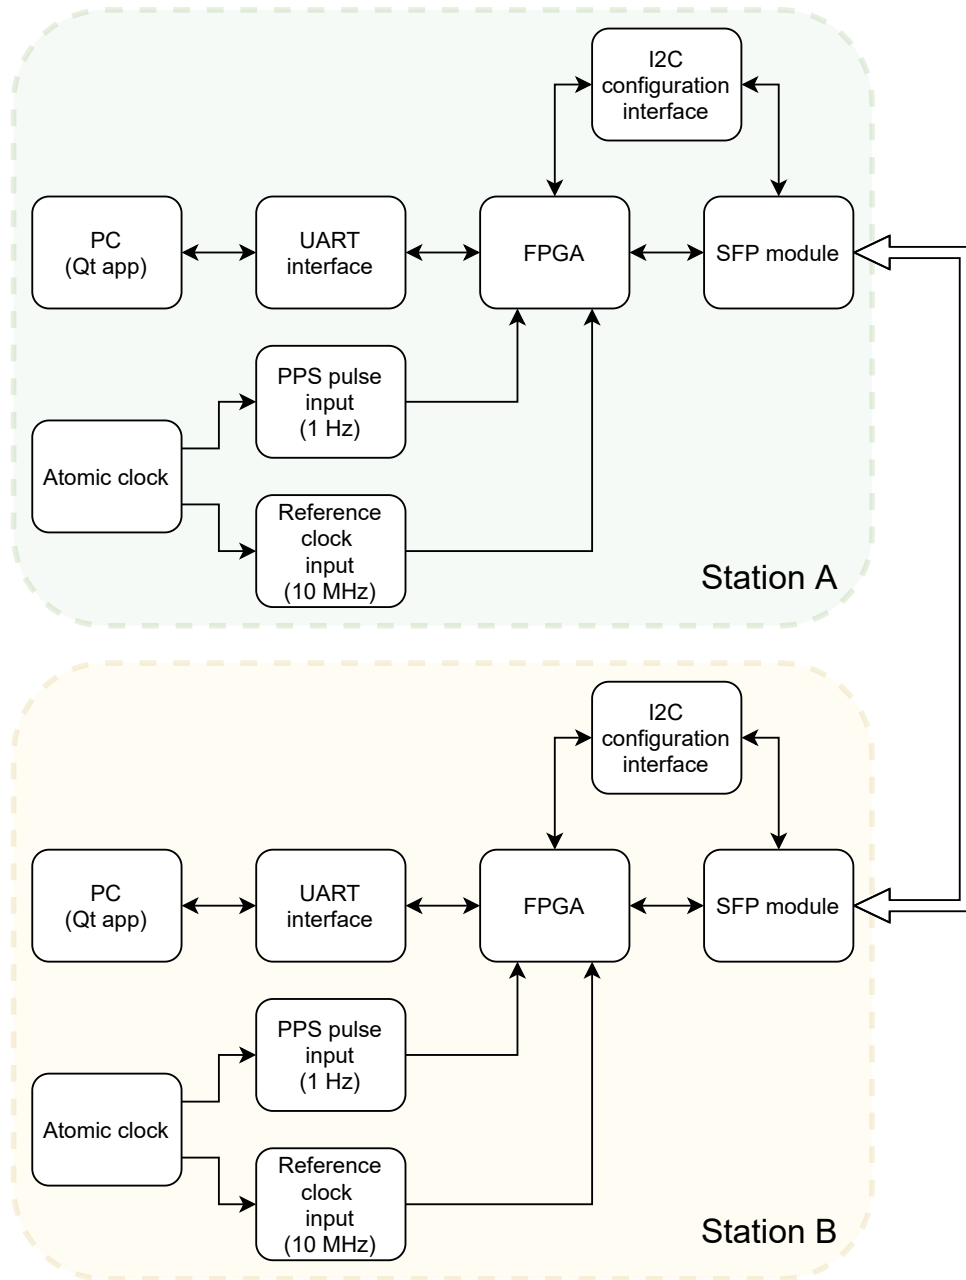 I2C
configuration
interface
PC
(Qt app)
UART
interface
FPGA
SFP module
PPS pulse
input
(1 Hz)
Atomic clock
Reference
clock
input
(10 MHz)
Station A
I2C
configuration
interface
PC
(Qt app)
UART
interface
FPGA
SFP module
PPS pulse
input
(1 Hz)
Atomic clock
Reference
clock
input
(10 MHz)
Station B